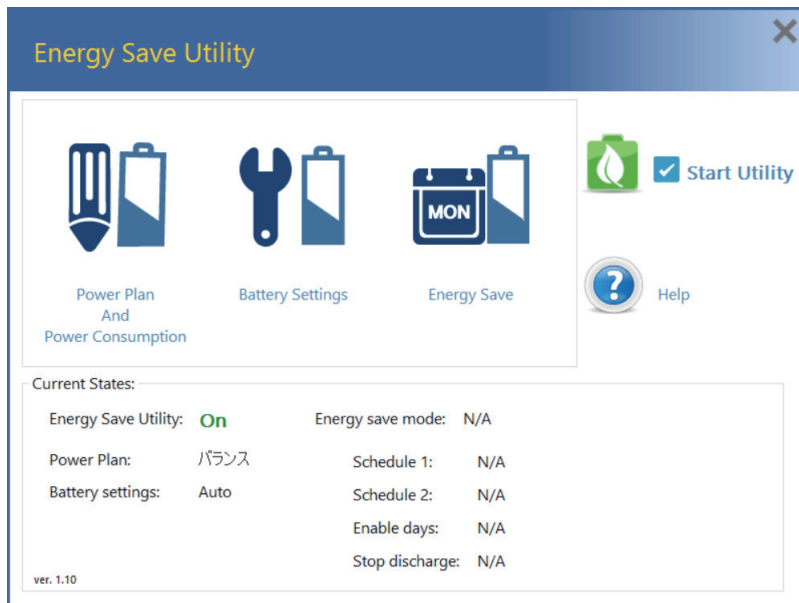 Energy Save Utility
MON
Start Utility
Power Plan
And
Power Consumption
Battery Settings
Energy Save
?
Help
Current States:
Energy Save Utility: On
Energy save mode: N/A
Power Plan: バランス
Schedule 1: N/A
Battery settings: Auto
Schedule 2: N/A
Enable days: N/A
Stop discharge: N/A
ver. 1.10